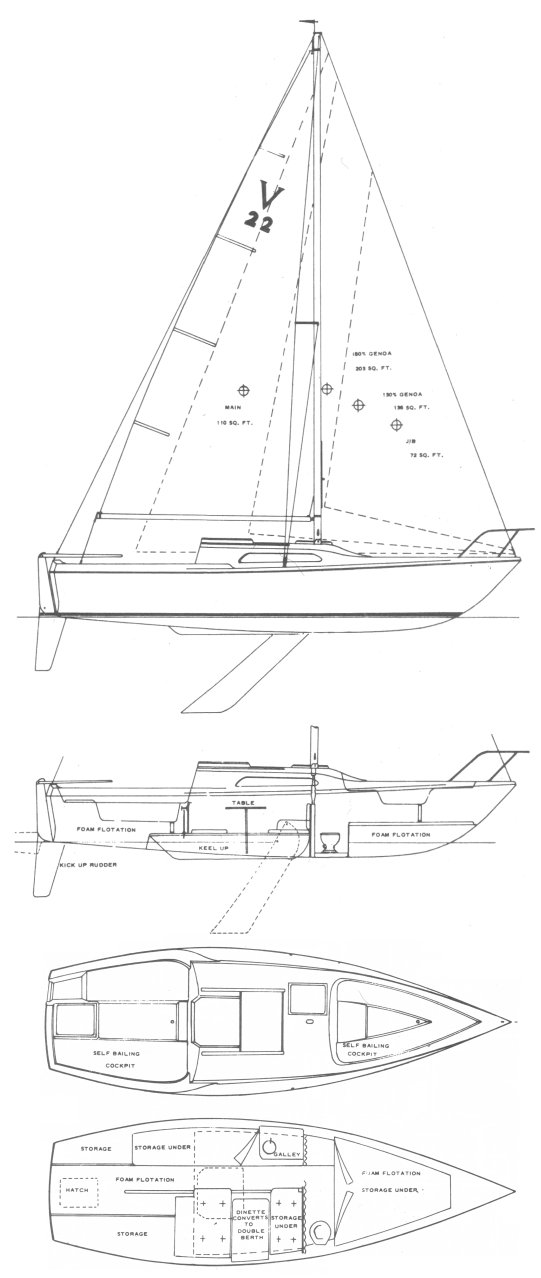 V
22
180% GENOA
203 SQ. FT.
150% GENOA
198 SQ. FT.
MAIN
110 SQ. FT.
JIB
72 SQ. FT.
TABLE
FOAM FLOTATION
FOAM FLOTATION
KEEL UP
KICK UP RUDDER
SELF BAILING
COCKPIT
SELF BAILING
COCKPIT
STORAGE
STORAGE UNDER
GALLEY
FOAM FLOTATION
FOAM FLOTATION
STORAGE UNDER
HATCH
DINETTE
CONVERTS
TO
DOUBLE
BERTH
STORAGE
UNDER
STORAGE